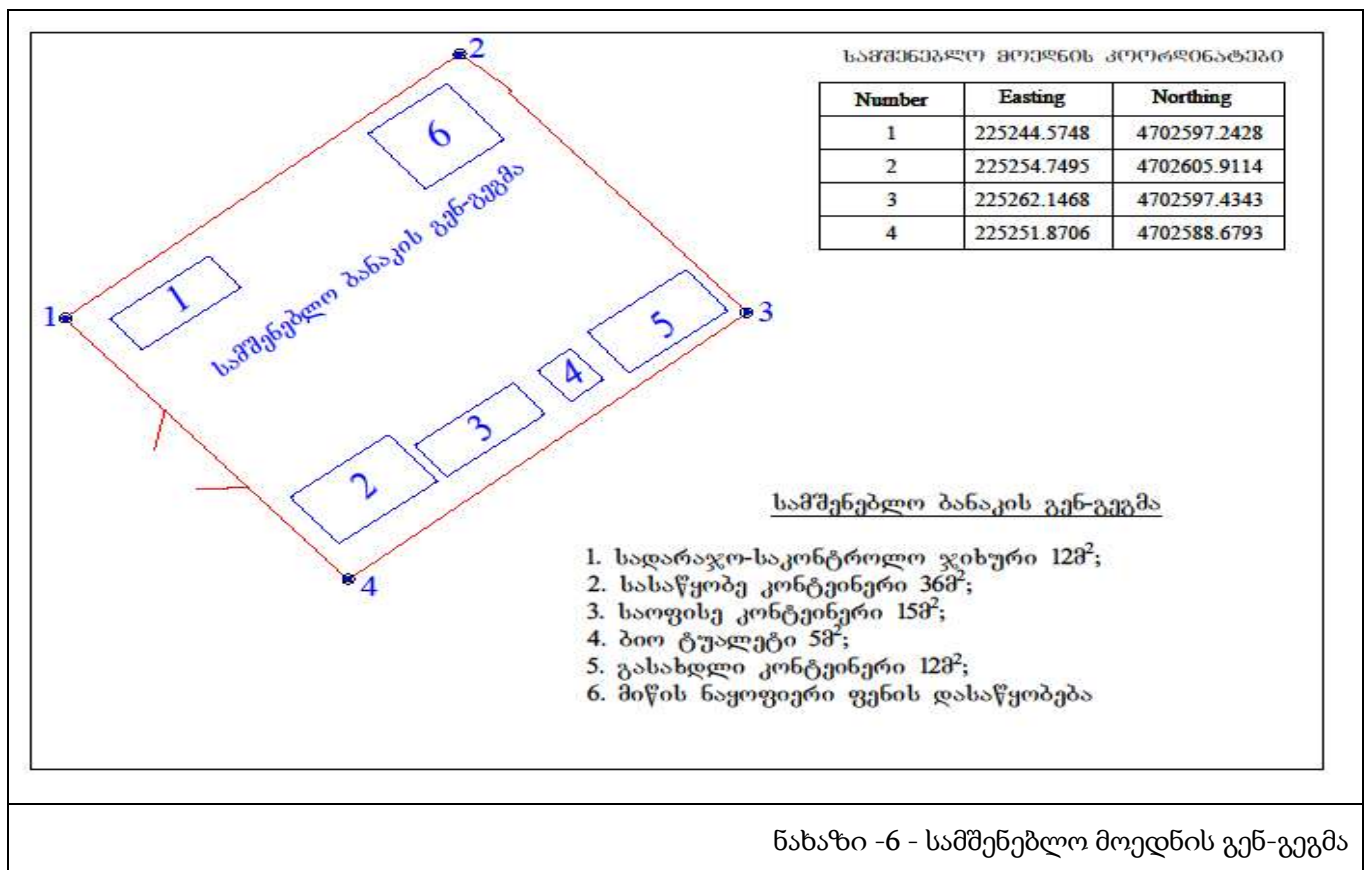 სამშენებლო მოედნის კოორდინატები
Number Easting Northing
1 225244.5748 4702597.2428
2 225254.7495 4702605.9114
3 225262.1468 4702597.4343
4 225251.8706 4702588.6793
2
6
სამშენებლო ბანაკის გენ-გეგმა
1
1
3
5
4
3
2
4
სამშენებლო ბანაკის გენ-გეგმა
1. სადარაჯო-საკონტროლო ჯიხური 12მ²;
2. სასაწყობე კონტეინერი 36მ²;
3. საოფისე კონტეინერი 15მ²;
4. ბიო ტუალეტი 5მ²;
5. გასახდლი კონტეინერი 12მ²;
6. მიწის ნაყოფიერი ფენის დასაწყობება
ნახაზი -6 - სამშენებლო მოედნის გენ-გეგმა